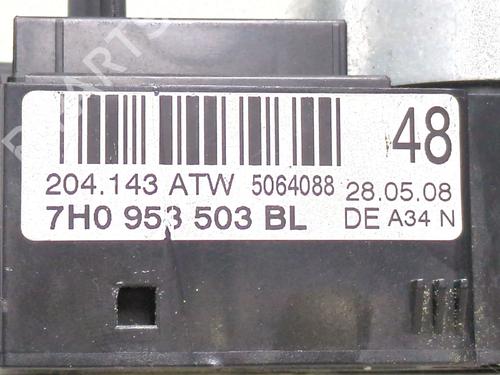 48
204.143 ATW 5064088 28.05.08
7H0 953 503 BL DE A34 N